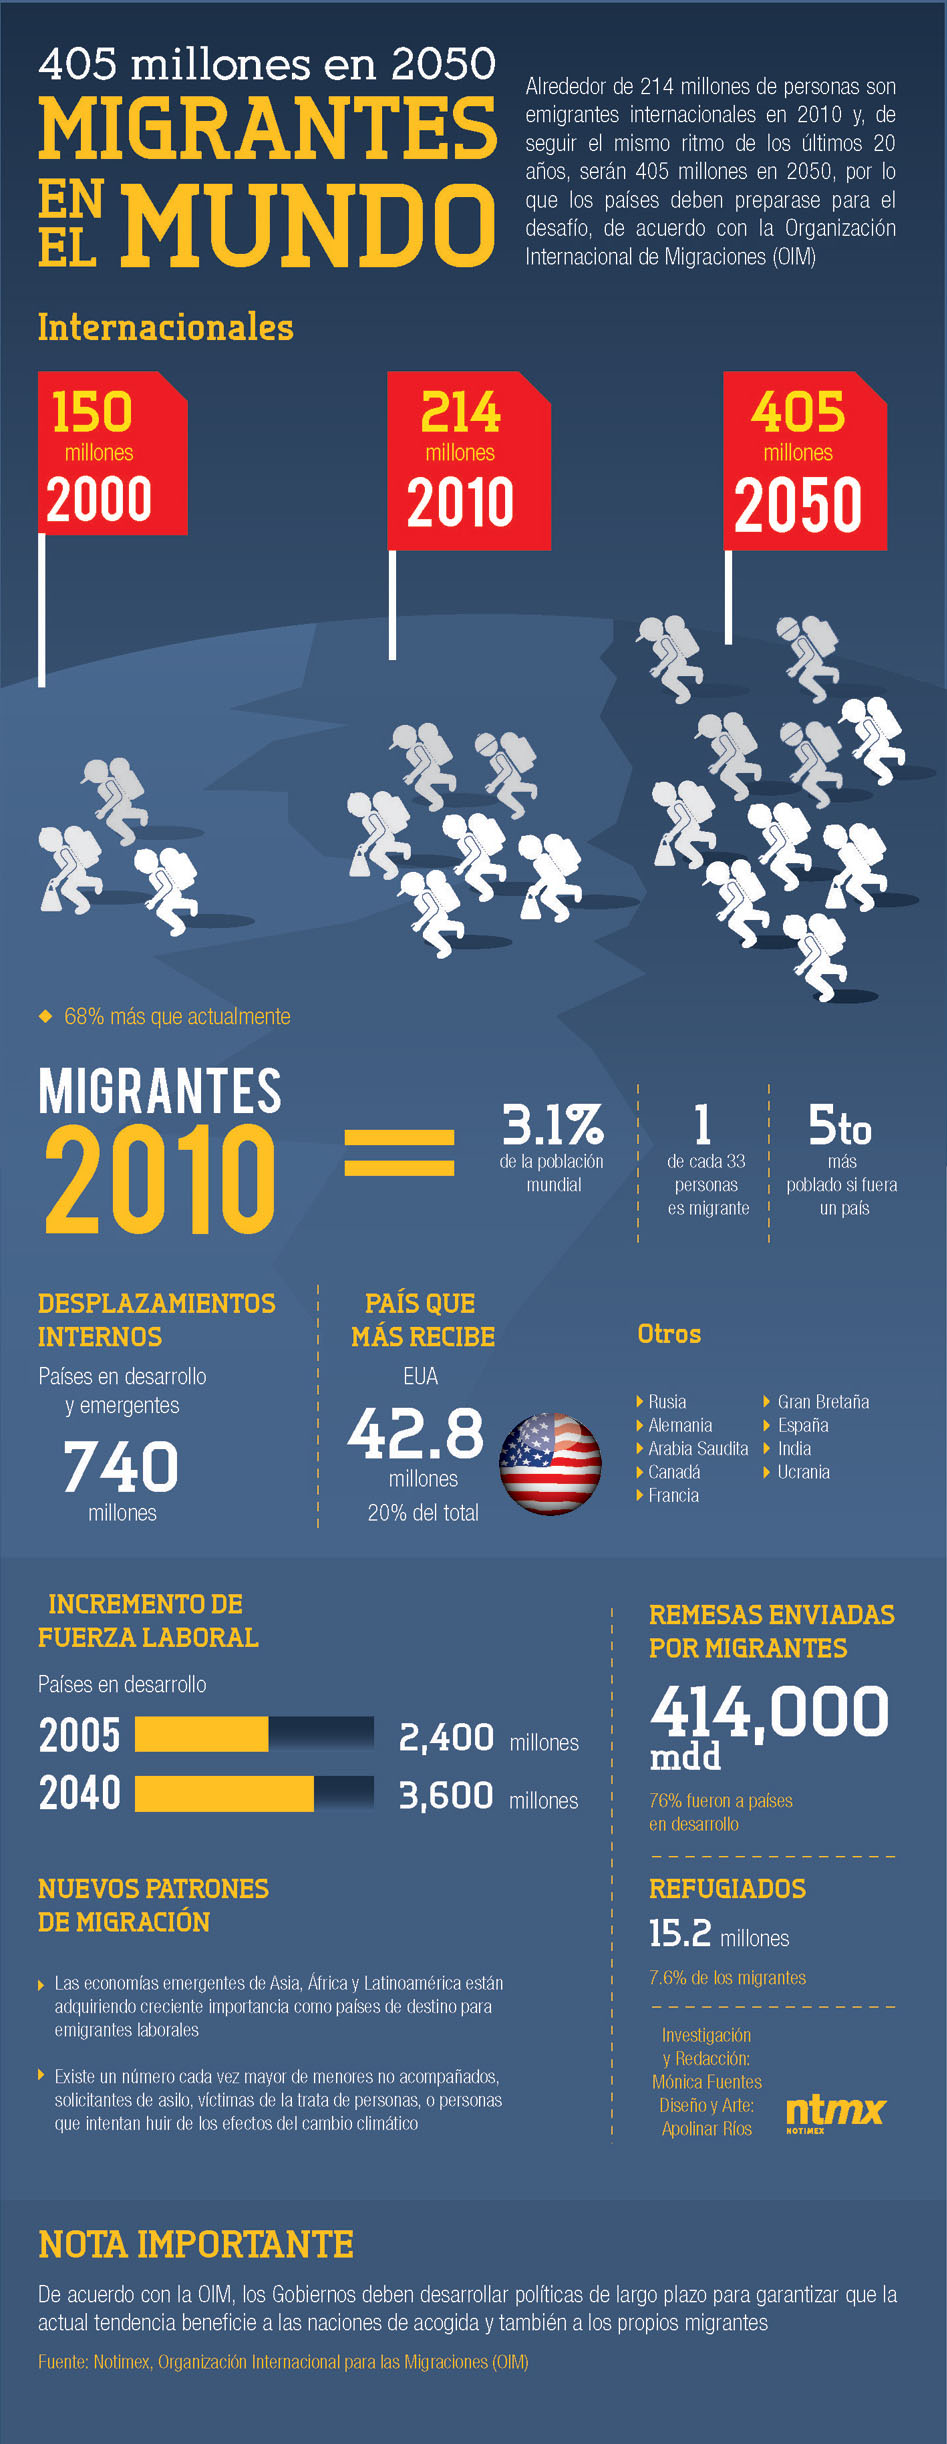 405 millones en 2050
MIGRANTES
EN
EL MUNDO
Alrededor de 214 millones de personas son
emigrantes internacionales en 2010 y, de
seguir el mismo ritmo de los últimos 20
años, serán 405 millones en 2050, por lo
que los países deben preparase para el
desafío, de acuerdo con la Organización
Internacional de Migraciones (OIM)
Internacionales
150
millones
2000
214
millones
2010
405
millones
2050
68% más que actualmente
MIGRANTES
2010
3.1%
de la población
mundial
1
de cada 33
personas
es migrante
5to
más
poblado si fuera
un país
DESPLAZAMIENTOS
INTERNOS
Países en desarrollo
y emergentes
740
millones
PAÍS QUE
MÁS RECIBE
EUA
42.8
millones
20% del total
Otros
Rusia
Alemania
Arabia Saudita
Canadá
Francia
Gran Bretaña
España
India
Ucrania
INCREMENTO DE
FUERZA LABORAL
Países en desarrollo
2005 2,400 millones
2040 3,600 millones
REMESAS ENVIADAS
POR MIGRANTES
414,000
mdd
76% fueron a países
en desarrollo
NUEVOS PATRONES
DE MIGRACIÓN
Las economías emergentes de Asia, África y Latinoamérica están
adquiriendo creciente importancia como países de destino para
emigrantes laborales
Existe un número cada vez mayor de menores no acompañados,
solicitantes de asilo, víctimas de la trata de personas, o personas
que intentan huir de los efectos del cambio climático
REFUGIADOS
15.2 millones
7.6% de los migrantes
Investigación
y Redacción:
Mónica Fuentes
Diseño y Arte:
Apolinar Ríos
ntmx
NOTIMEX
NOTA IMPORTANTE
De acuerdo con la OIM, los Gobiernos deben desarrollar políticas de largo plazo para garantizar que la
actual tendencia beneficie a las naciones de acogida y también a los propios migrantes
Fuente: Notimex, Organización Internacional para las Migraciones (OIM)